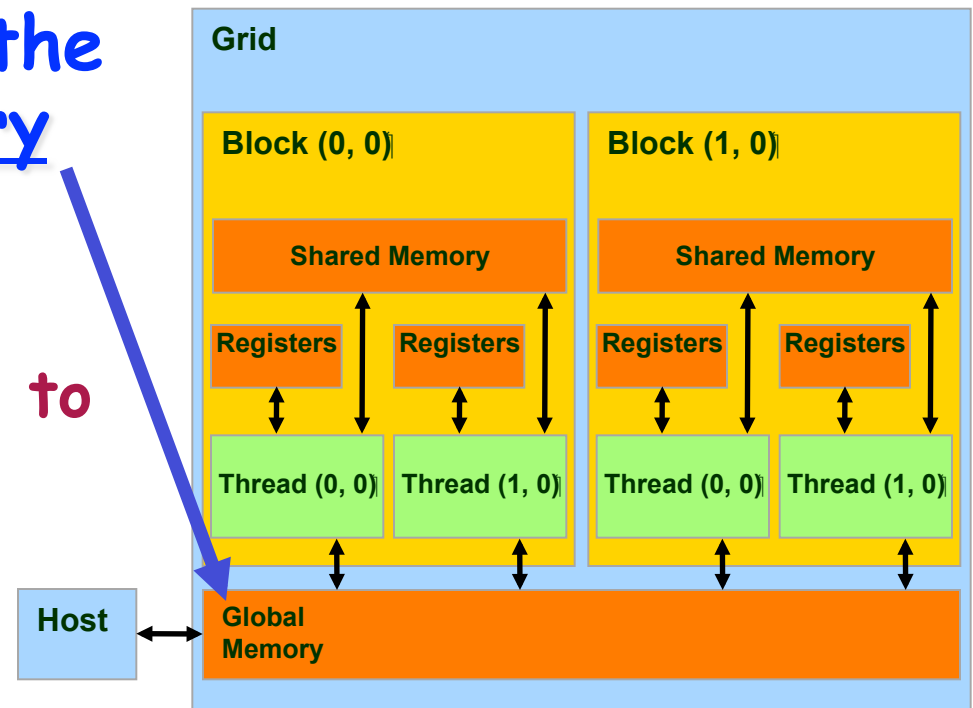 the
ry
to
Grid
Block (0, 0)
Block (1, 0)
Shared Memory
Shared Memory
Registers
Registers
Registers
Registers
Thread (0, 0)
Thread (1, 0)
Thread (0, 0)
Thread (1, 0)
Host
Global
Memory